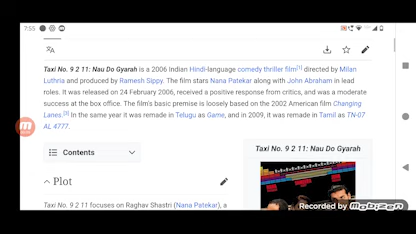 7:55
Taxi No. 9 2 11: Nau Do Gyarah is a 2006 Indian Hindi-language comedy thriller film[1] directed by Milan
Luthria and produced by Ramesh Sippy. The film stars Nana Patekar along with John Abraham in lead
roles. It was released on 24 February 2006, received a positive response from critics, and was a moderate
success at the box office. The film's basic premise is loosely based on the 2002 American film Changing
Lanes.[3] In the same year it was remade in Telugu as Game, and in 2009, it was remade in Tamil as TN-07
AL 4777.
Contents
Taxi No. 9 2 11: Nau Do Gyarah
Plot
Recorded by mobizen
Taxi No. 9 2 11 focuses on Raghav Shastri (Nana Patekar), a